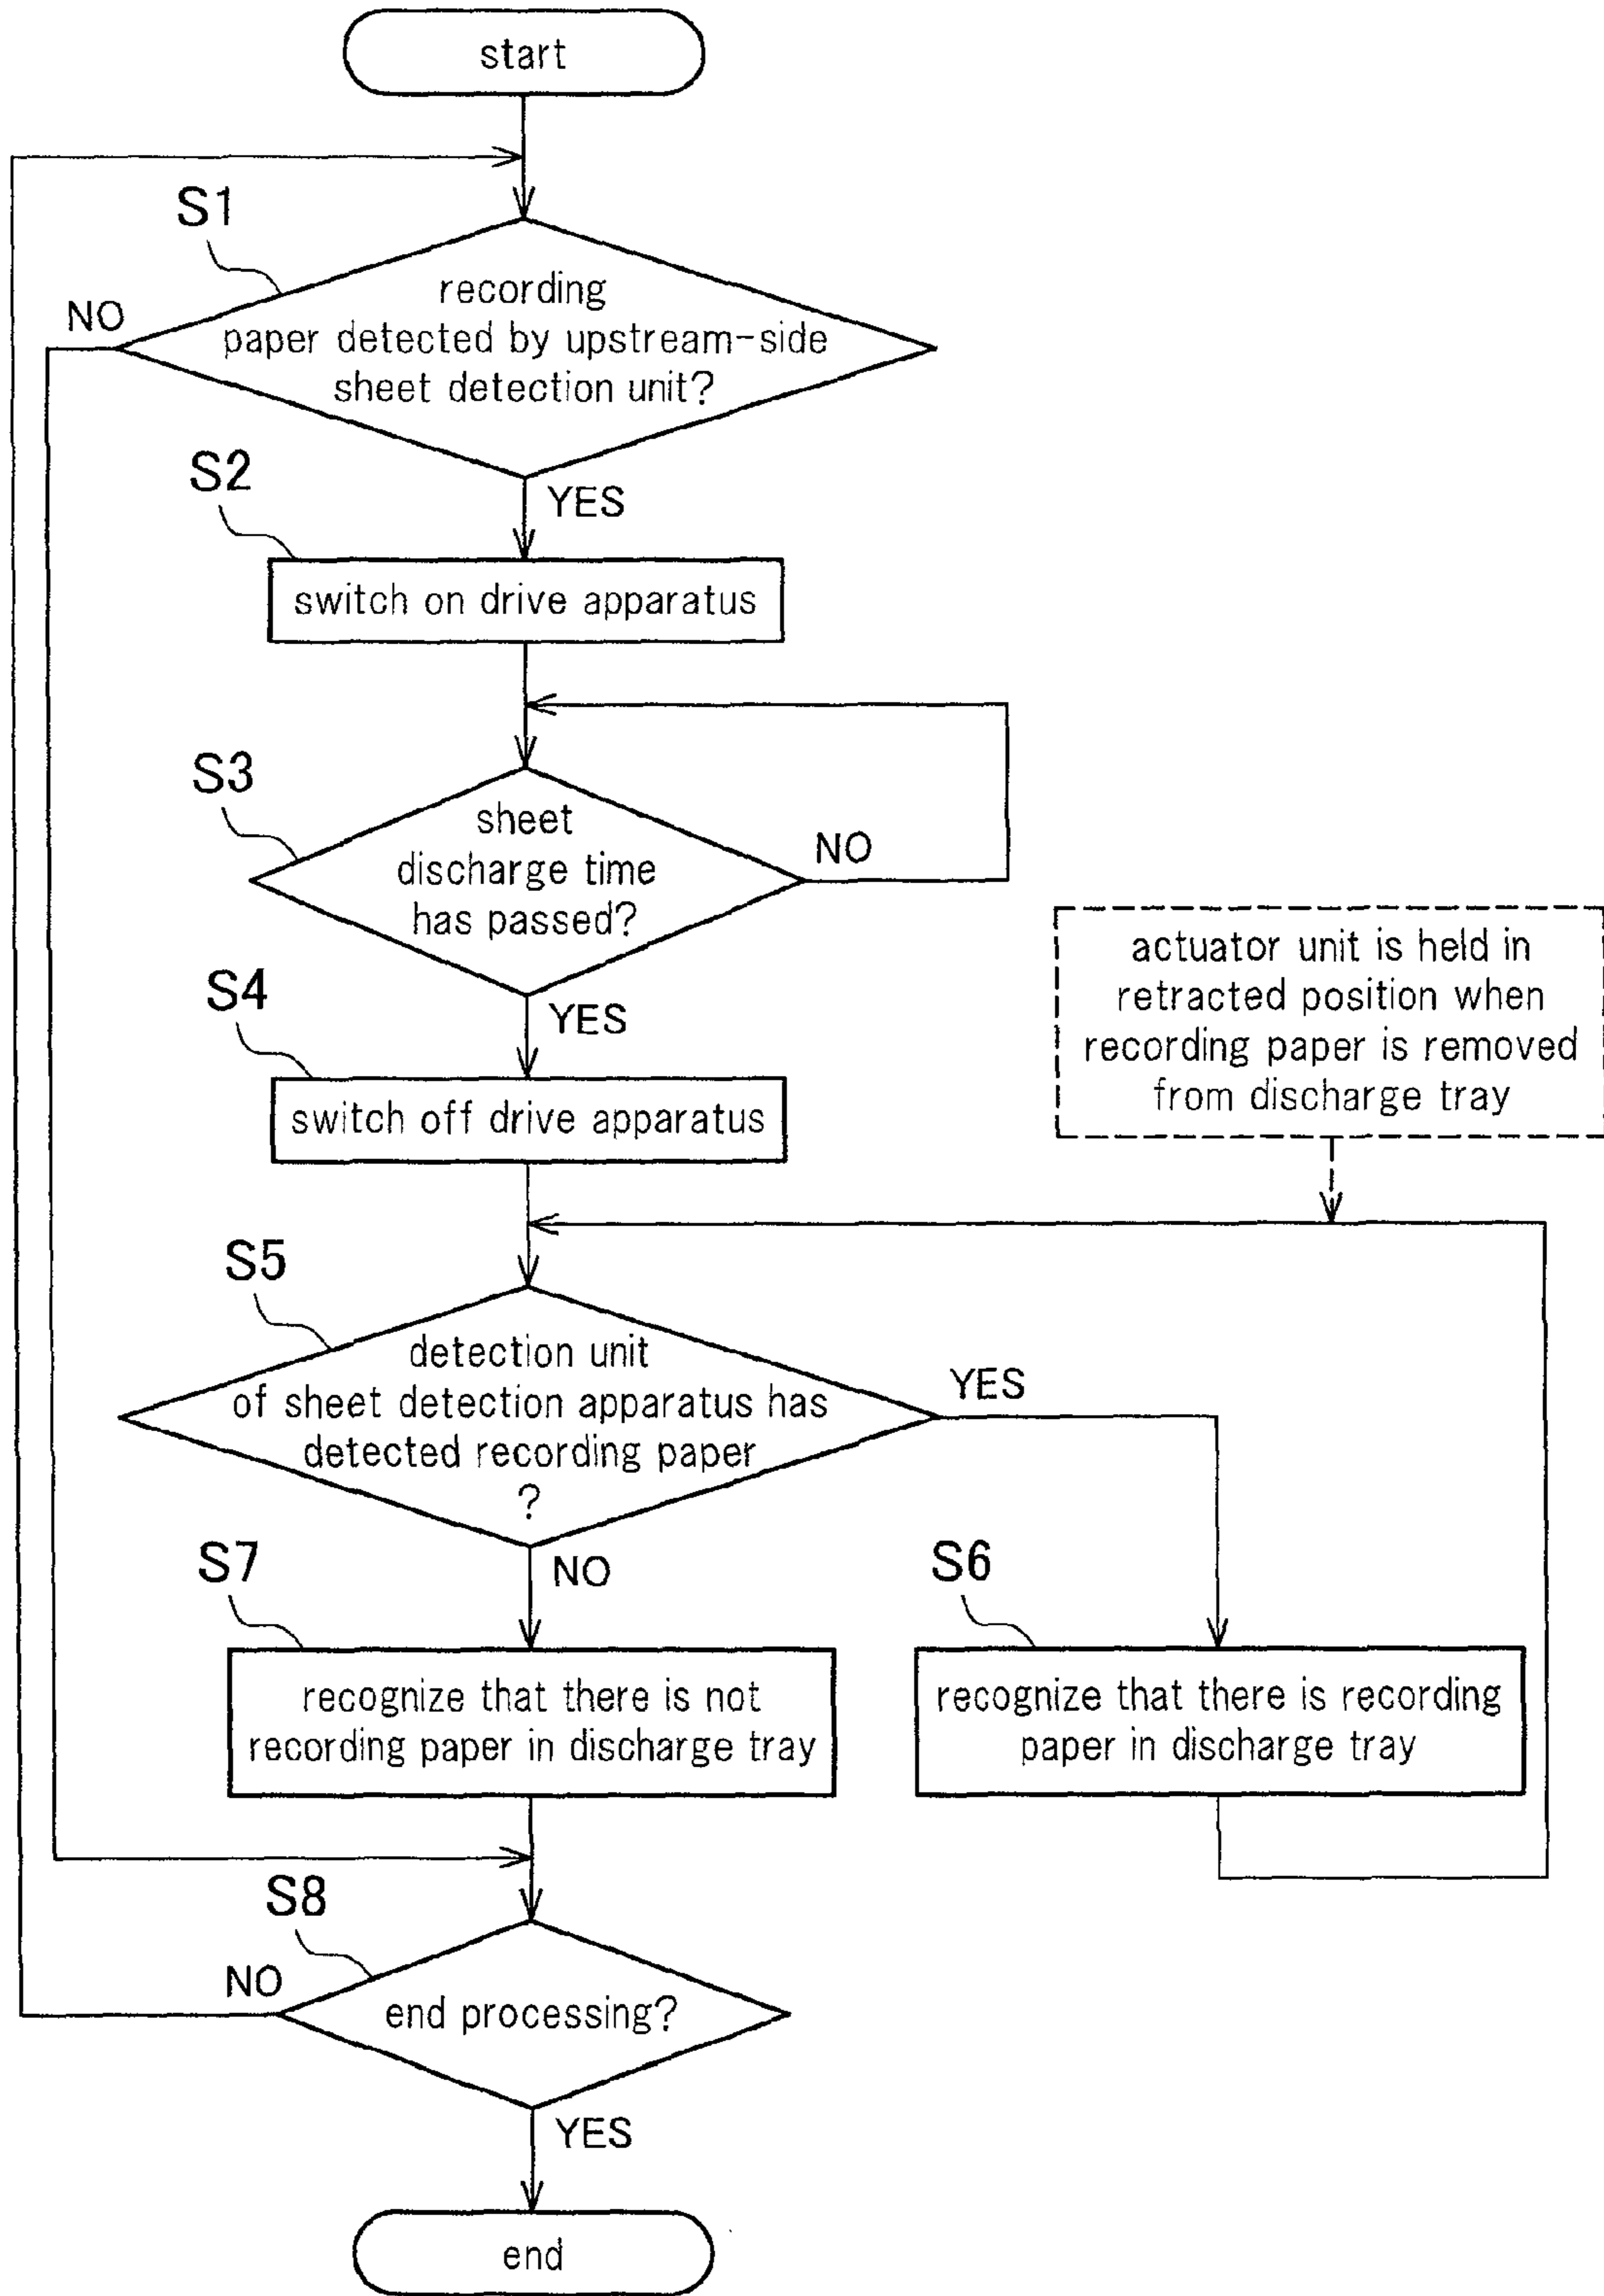 start
S1
recording
paper detected by upstream-side
sheet detection unit?
NO
YES
S2
switch on drive apparatus
S3
sheet
discharge time
has passed?
NO
YES
S4
switch off drive apparatus
actuator unit is held in
retracted position when
recording paper is removed
from discharge tray
S5
detection unit
of sheet detection apparatus has
detected recording paper
?
YES
NO
S7
recognize that there is not
recording paper in discharge tray
S6
recognize that there is recording
paper in discharge tray
S8
end processing?
NO
YES
end